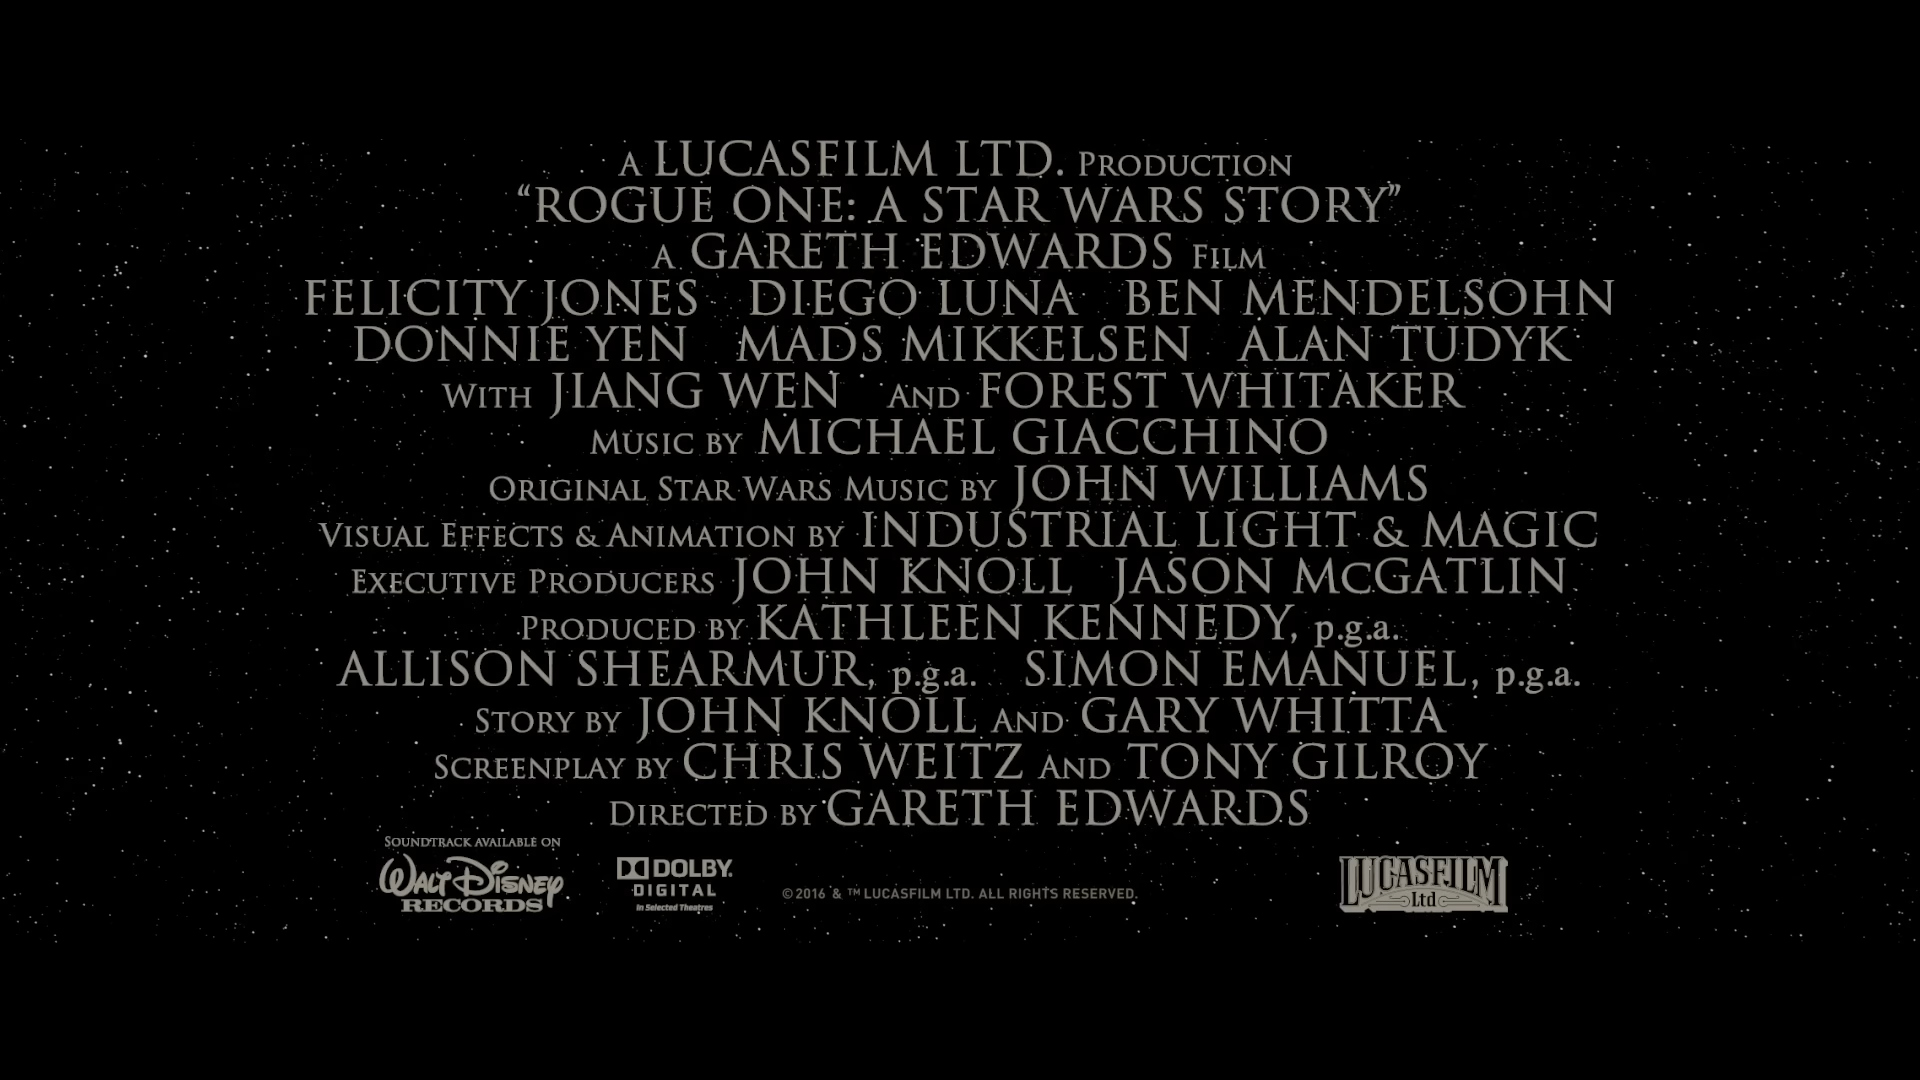 A LUCASFILM LTD. PRODUCTION
“ROGUE ONE: A STAR WARS STORY”
A GARETH EDWARDS FILM
FELICITY JONES DIEGO LUNA BEN MENDELSOHN
DONNIE YEN MADS MIKKELSEN ALAN TUDYK
WITH JIANG WEN AND FOREST WHITAKER
MUSIC BY MICHAEL GIACCHINO
ORIGINAL STAR WARS MUSIC BY JOHN WILLIAMS
VISUAL EFFECTS & ANIMATION BY INDUSTRIAL LIGHT & MAGIC
EXECUTIVE PRODUCERS JOHN KNOLL JASON McGATLIN
PRODUCED BY KATHLEEN KENNEDY, p.g.a.
ALLISON SHEARMUR, p.g.a. SIMON EMANUEL, p.g.a.
STORY BY JOHN KNOLL AND GARY WHITTA
SCREENPLAY BY CHRIS WEITZ AND TONY GILROY
DIRECTED BY GARETH EDWARDS
SOUNDTRACK AVAILABLE ON
WALT DISNEY
RECORDS
DOLBY.
DIGITAL
In Selected Theatres
©2016 & ™ LUCASFILM LTD. ALL RIGHTS RESERVED.
LUCASFILM
Ltd